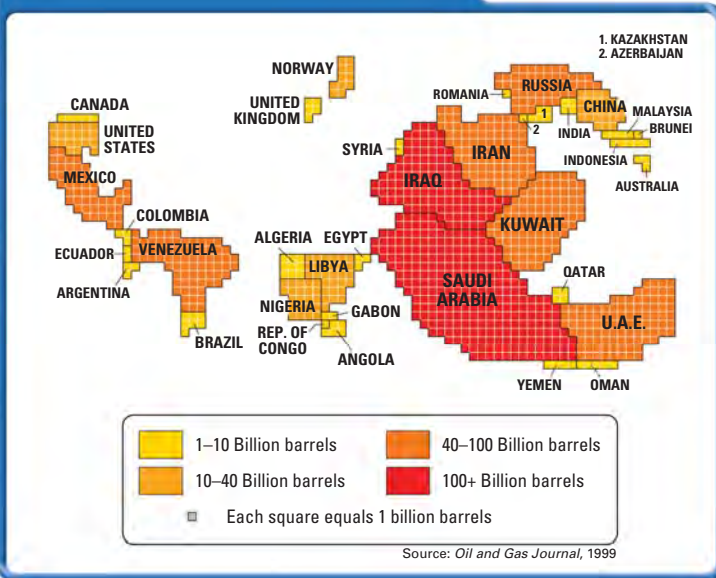 1. KAZAKHSTAN
2. AZERBAIJAN
NORWAY
ROMANIA
RUSSIA
CANADA
UNITED
KINGDOM
1
CHINA
MALAYSIA
UNITED
STATES
2
INDIA
BRUNEI
SYRIA
IRAN
INDONESIA
MEXICO
IRAQ
AUSTRALIA
COLOMBIA
KUWAIT
ECUADOR
VENEZUELA
ALGERIA
EGYPT
LIBYA
QATAR
ARGENTINA
SAUDI
ARABIA
NIGERIA
GABON
U.A.E.
BRAZIL
REP. OF
CONGO
ANGOLA
YEMEN
OMAN
1–10 Billion barrels
40–100 Billion barrels
10–40 Billion barrels
100+ Billion barrels
Each square equals 1 billion barrels
Source: Oil and Gas Journal, 1999